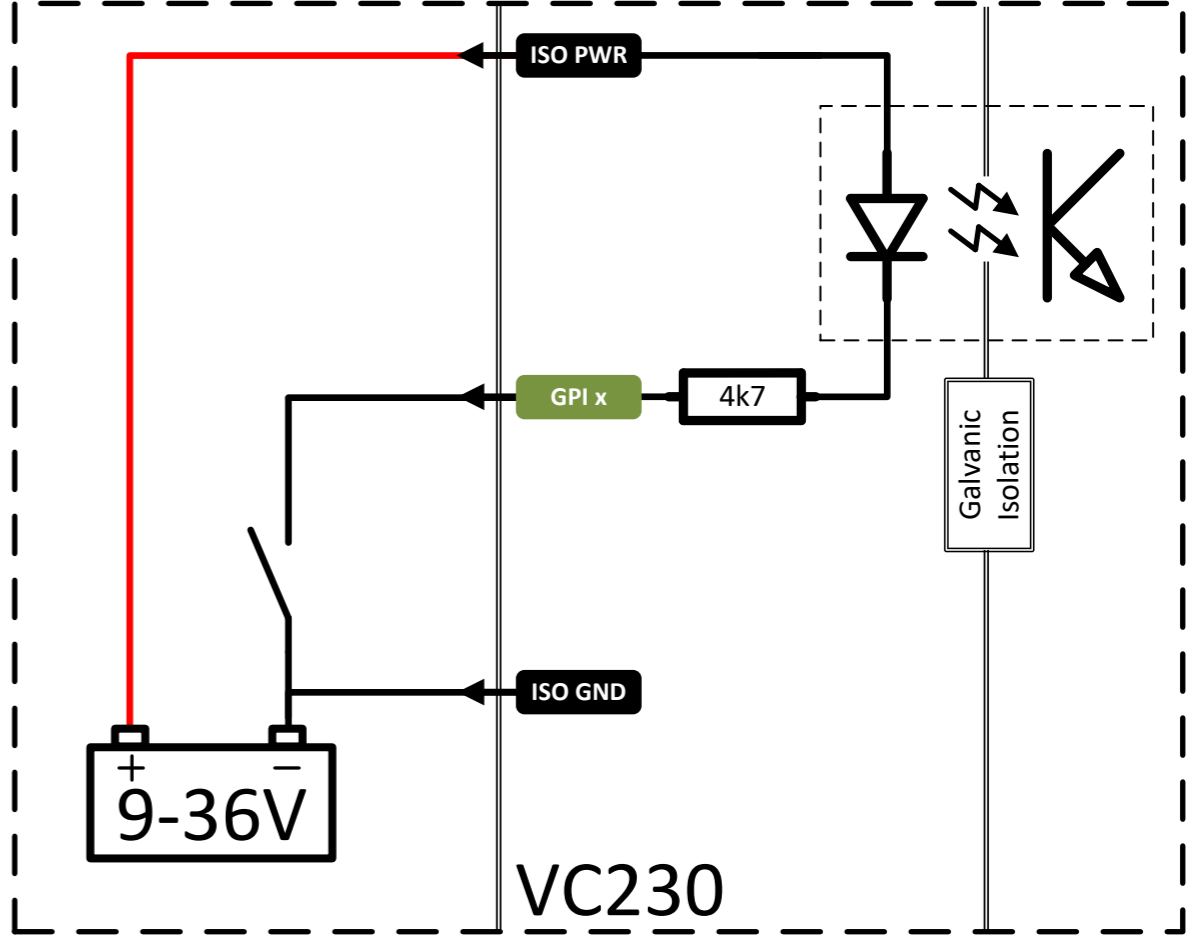 ISO PWR
GPI x
4k7
Galvanic
Isolation
ISO GND
+ −
9-36V
VC230